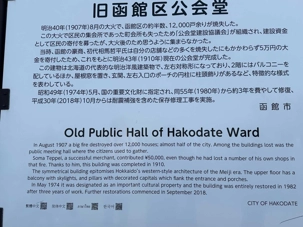 旧函館区公会堂
明治40年(1907年)8月の大火で、函館区の約半数、12,000戸余りが焼失した。
この大火で区民の集会所であった町会所も失ったため「公会堂建設協議会」が組織され、建設資金
として区民の寄付を募ったが、大火後のため思うように集まらなかった。
当時、函館の豪商、初代相馬哲平氏は自分の店舗などの多くを焼失したにもかかわらず5万円の大
金を寄付したため、これをもとに明治43年(1910年)現在の公会堂が完成した。
この建物は北海道の代表的な明治洋風建築物で、左右対称形になっており、2階にはバルコニーを
配しているほか、屋根窓を置き、玄関、左右入口のポーチの円柱に柱頭飾りがあるなど、特徴的な様式
を表わしている。
昭和49年(1974年)5月、国の重要文化財に指定され、同55年(1980年)から約3年を費やして修復、
平成30年(2018年)10月からは耐震補強を含めた保存修理工事を実施。
函館市
Old Public Hall of Hakodate Ward
In August 1907 a big fire destroyed over 12,000 houses; almost half of the city. Among the buildings lost was the
public meeting hall where the citizens used to gather.
Soma Teppei, a successful merchant, contributed ¥50,000, even though he had lost a number of his own shops in
that fire. Thanks to him, this building was completed in 1910.
The symmetrical building epitomises Hokkaido's western-style architecture of the Meiji era. The upper floor has a
balcony with skylights, and pillars with decorated capitals which flank the entrance and porches.
In May 1974 it was designated as an important cultural property and the building was entirely restored in 1982
after three years of work. Further restorations commenced in September 2018.
CITY OF HAKODATE